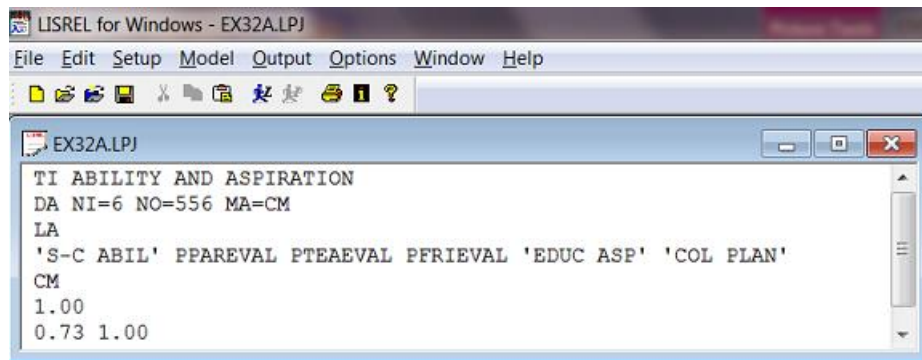 LISREL for Windows - EX32A.LPJ
File Edit Setup Model Output Options Window Help
EX32A.LPJ
TI ABILITY AND ASPIRATION
DA NI=6 NO=556 MA=CM
LA
'S-C ABIL' PPAREVAL PTEAEVAL PFRIEVAL 'EDUC ASP' 'COL PLAN'
CM
1.00
0.73 1.00